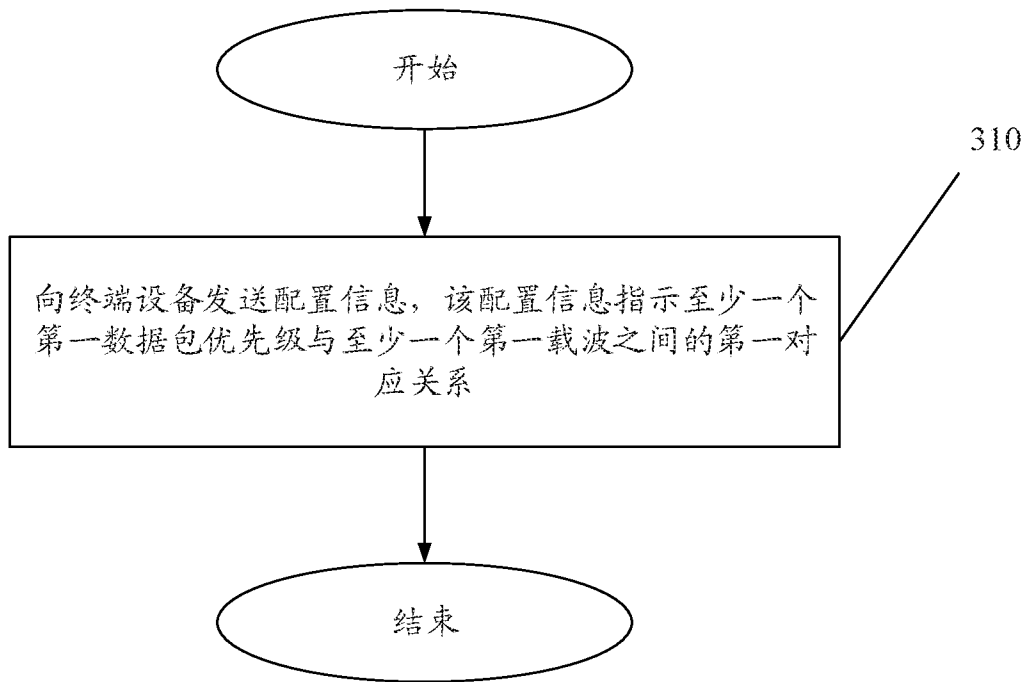 开始
310
向终端设备发送配置信息，该配置信息指示至少一个
第一数据包优先级与至少一个第一载波之间的第一对
应关系
结束